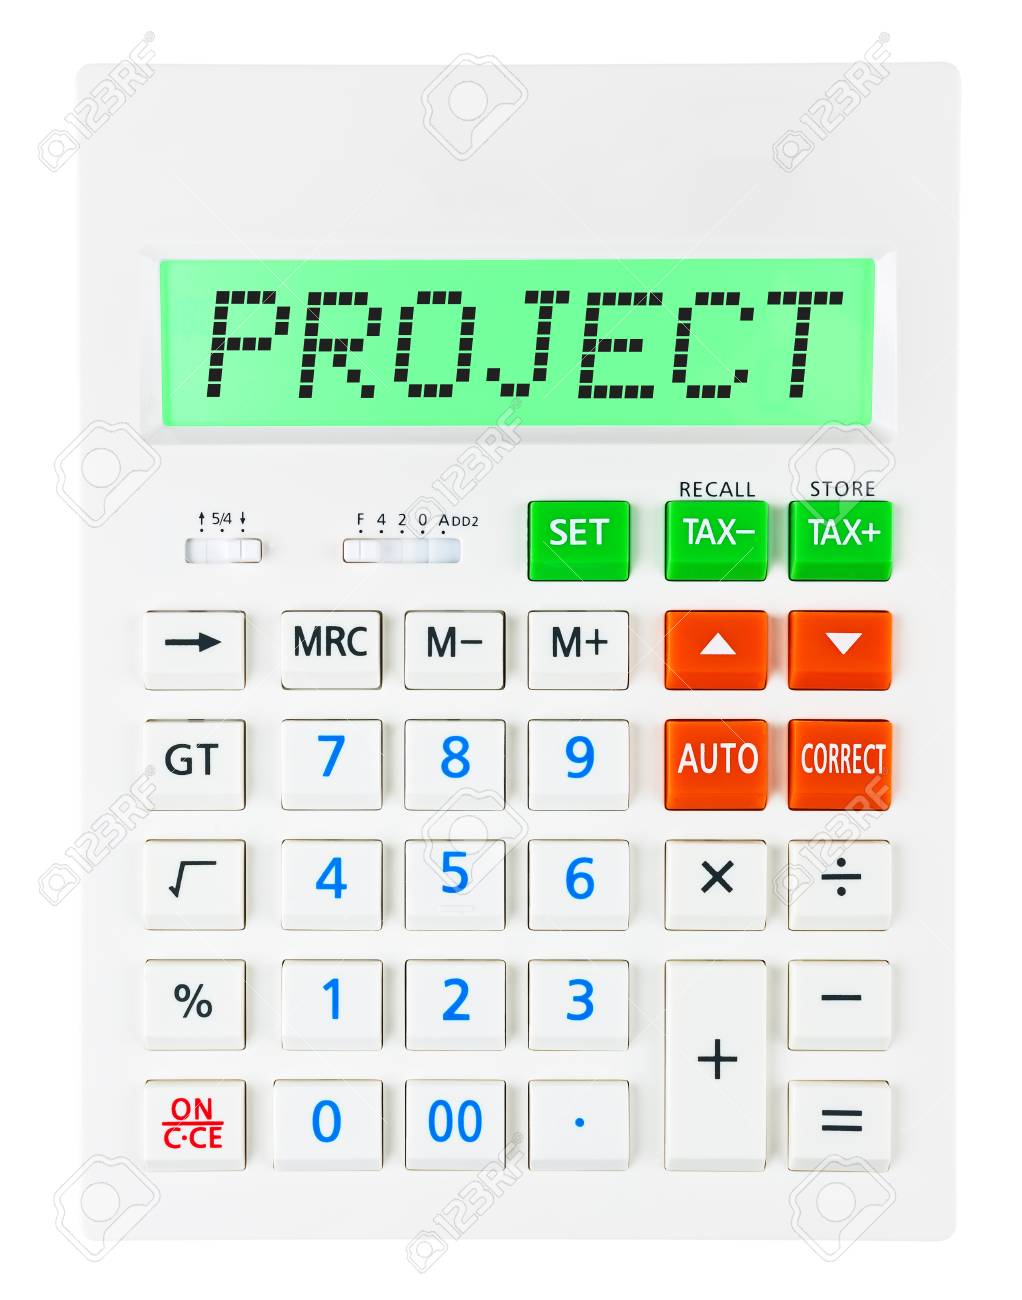 PROJECT
RECALL STORE
↑ 5/4 ↓ F 4 2 0 ADD2
SET TAX− TAX+
→ MRC M− M+ ▲ ▼
GT 7 8 9 AUTO CORRECT
√ 4 5 6 × ÷
% 1 2 3 + −
ON
C·CE 0 00 · =
123RF